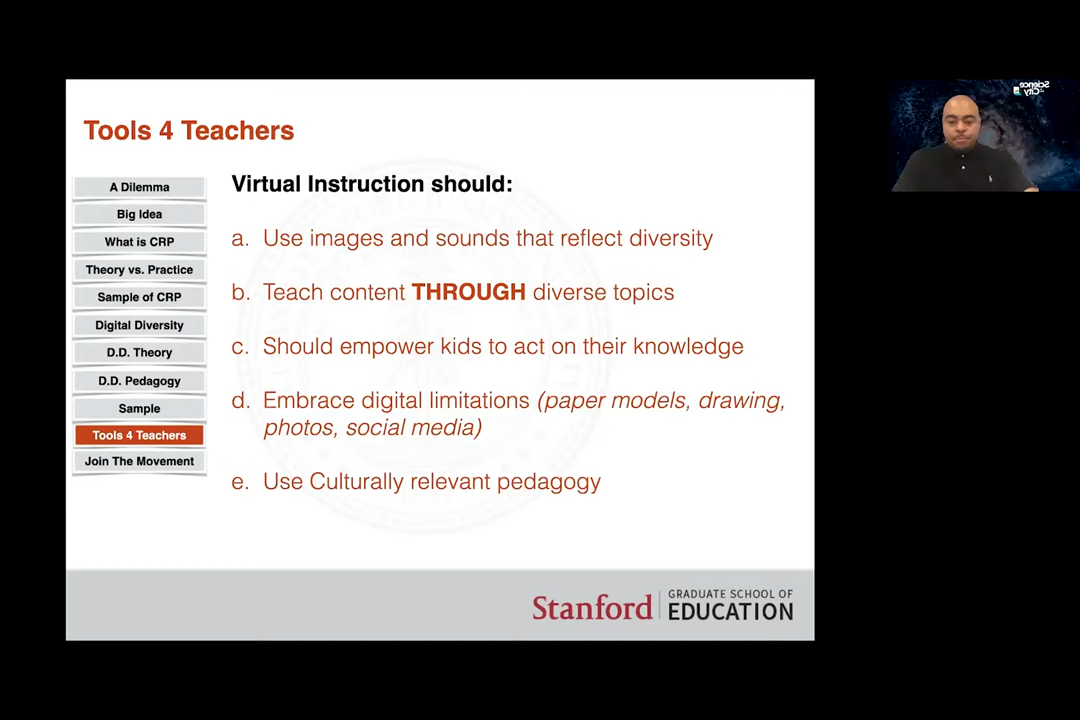 Tools 4 Teachers
A Dilemma
Big Idea
What is CRP
Theory vs. Practice
Sample of CRP
Digital Diversity
D.D. Theory
D.D. Pedagogy
Sample
Tools 4 Teachers
Join The Movement
Virtual Instruction should:
a. Use images and sounds that reflect diversity
b. Teach content THROUGH diverse topics
c. Should empower kids to act on their knowledge
d. Embrace digital limitations (paper models, drawing,
photos, social media)
e. Use Culturally relevant pedagogy
Stanford
GRADUATE SCHOOL OF
EDUCATION
Science
City